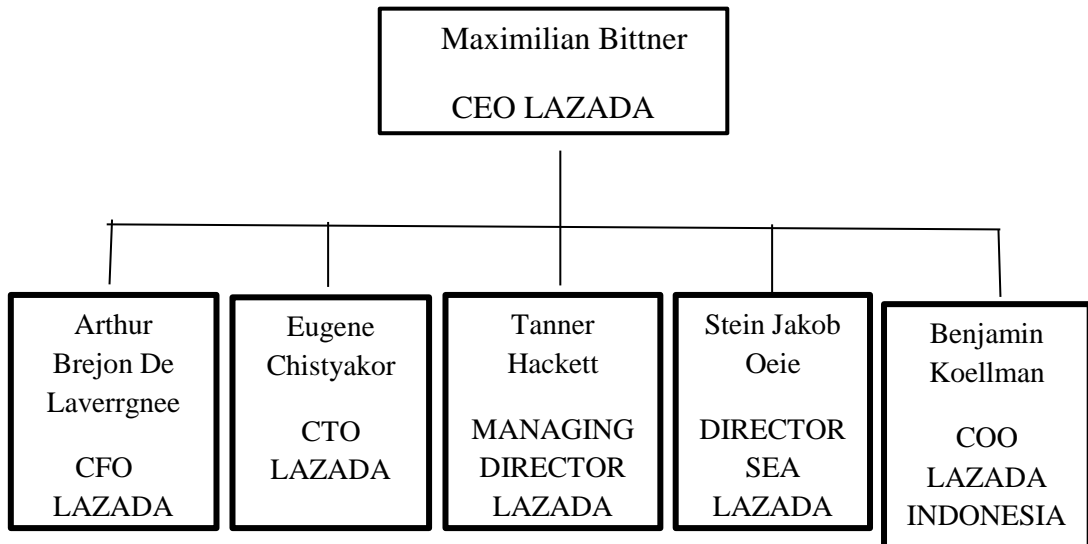 Maximilian Bittner
CEO LAZADA
Arthur
Brejon De
Laverrgnee
CFO
LAZADA
Eugene
Chistyakor
CTO
LAZADA
Tanner
Hackett
MANAGING
DIRECTOR
LAZADA
Stein Jakob
Oeie
DIRECTOR
SEA
LAZADA
Benjamin
Koellman
COO
LAZADA
INDONESIA